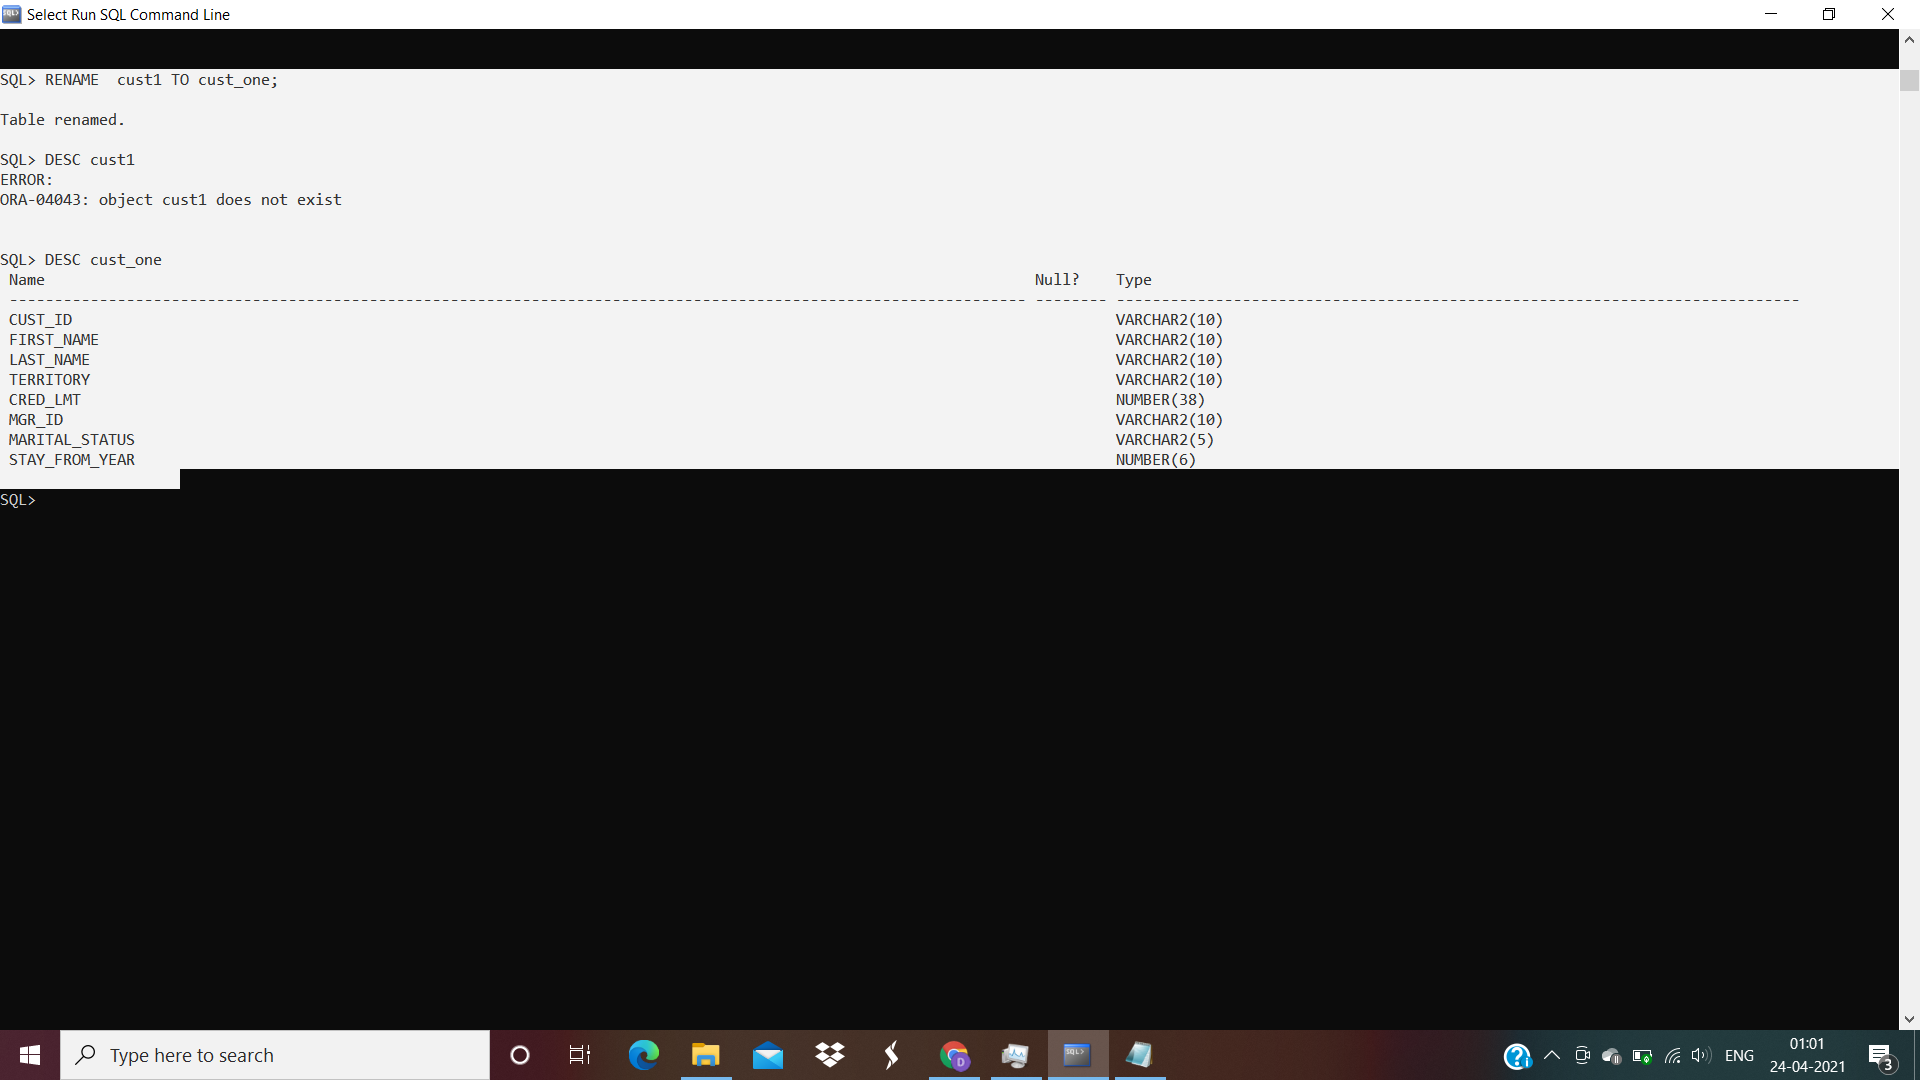 Select Run SQL Command Line
SQL> RENAME  cust1 TO cust_one;
Table renamed.
SQL> DESC cust1
ERROR:
ORA-04043: object cust1 does not exist
SQL> DESC cust_one
Name Null? Type
----------------------------------------------------------------------------------------------------------------- -------- ----------------------------------------------------------------------------
CUST_ID VARCHAR2(10)
FIRST_NAME VARCHAR2(10)
LAST_NAME VARCHAR2(10)
TERRITORY VARCHAR2(10)
CRED_LMT NUMBER(38)
MGR_ID VARCHAR2(10)
MARITAL_STATUS VARCHAR2(5)
STAY_FROM_YEAR NUMBER(6)
SQL>
Type here to search
ENG
01:01
24-04-2021
3